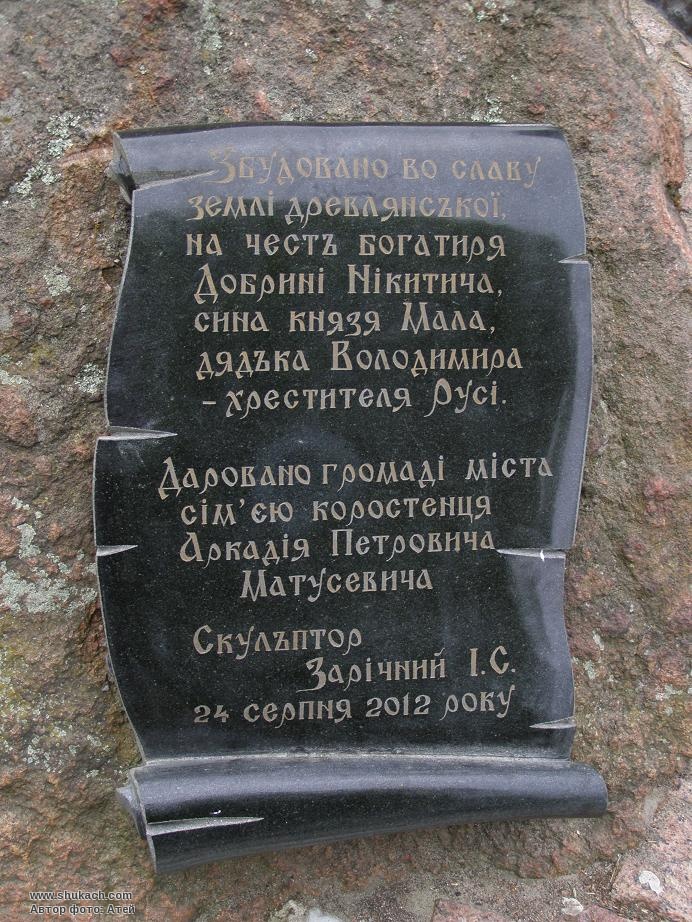 Збудовано во славу
землі древлянської,
на честь богатиря
Добрині Нікитича,
сина князя Мала,
дядька Володимира
- хрестителя Русі.
Даровано громаді міста
сім'єю коростенця
Аркадія Петровича
Матусевича
Скульптор
Зарічний І.С.
24 серпня 2012 року
www.shukach.com
Автор фото: Атей